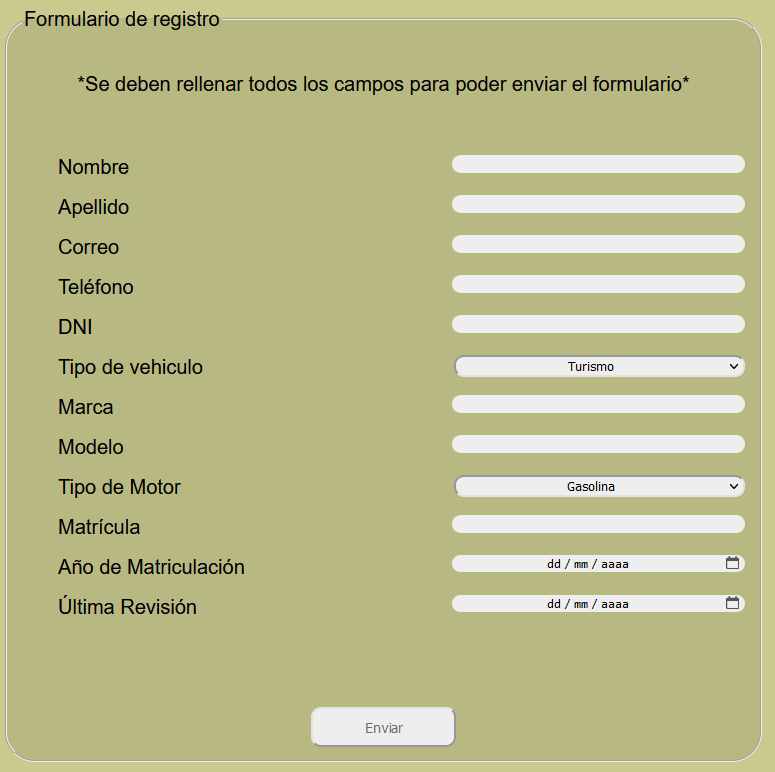 Formulario de registro
*Se deben rellenar todos los campos para poder enviar el formulario*
Nombre
Apellido
Correo
Teléfono
DNI
Tipo de vehiculo Turismo
Marca
Modelo
Tipo de Motor Gasolina
Matrícula
Año de Matriculación dd / mm / aaaa
Última Revisión dd / mm / aaaa
Enviar